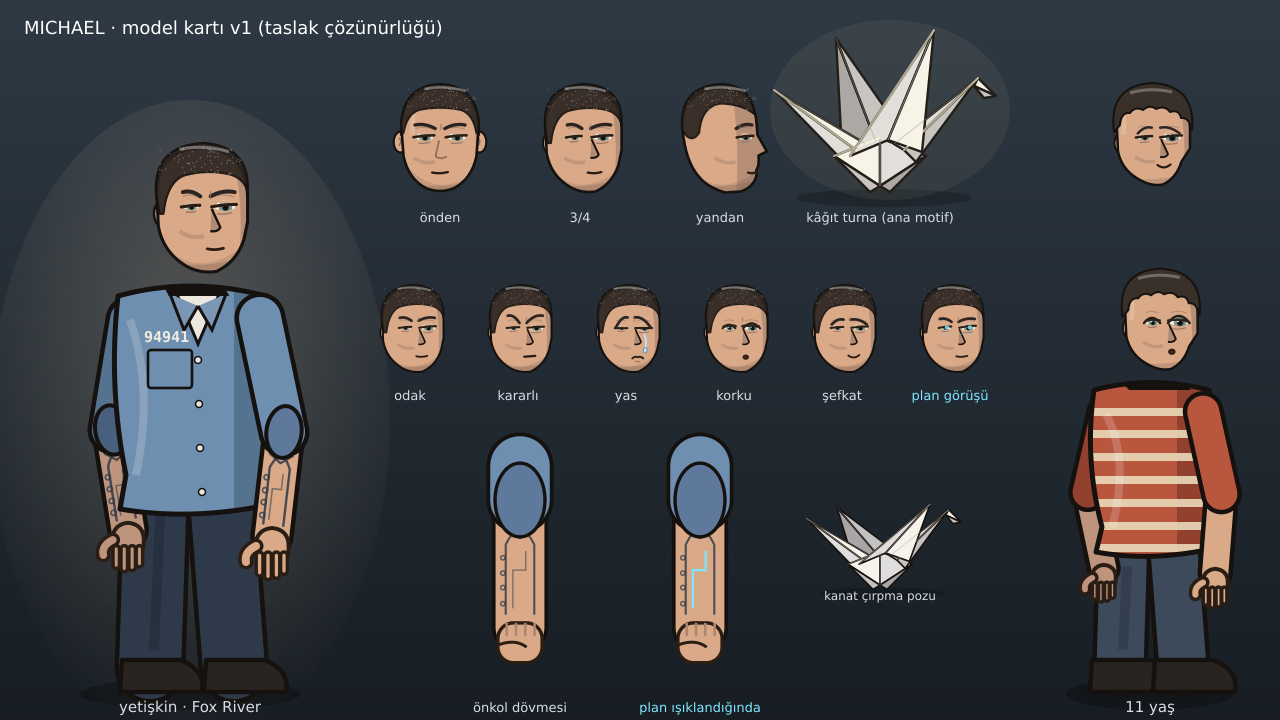 MICHAEL · model kartı v1 (taslak çözünürlüğü)
önden
3/4
yandan
kâğıt turna (ana motif)
94941
odak
kararlı
yas
korku
şefkat
plan görüşü
kanat çırpma pozu
yetişkin · Fox River
önkol dövmesi
plan ışıklandığında
11 yaş